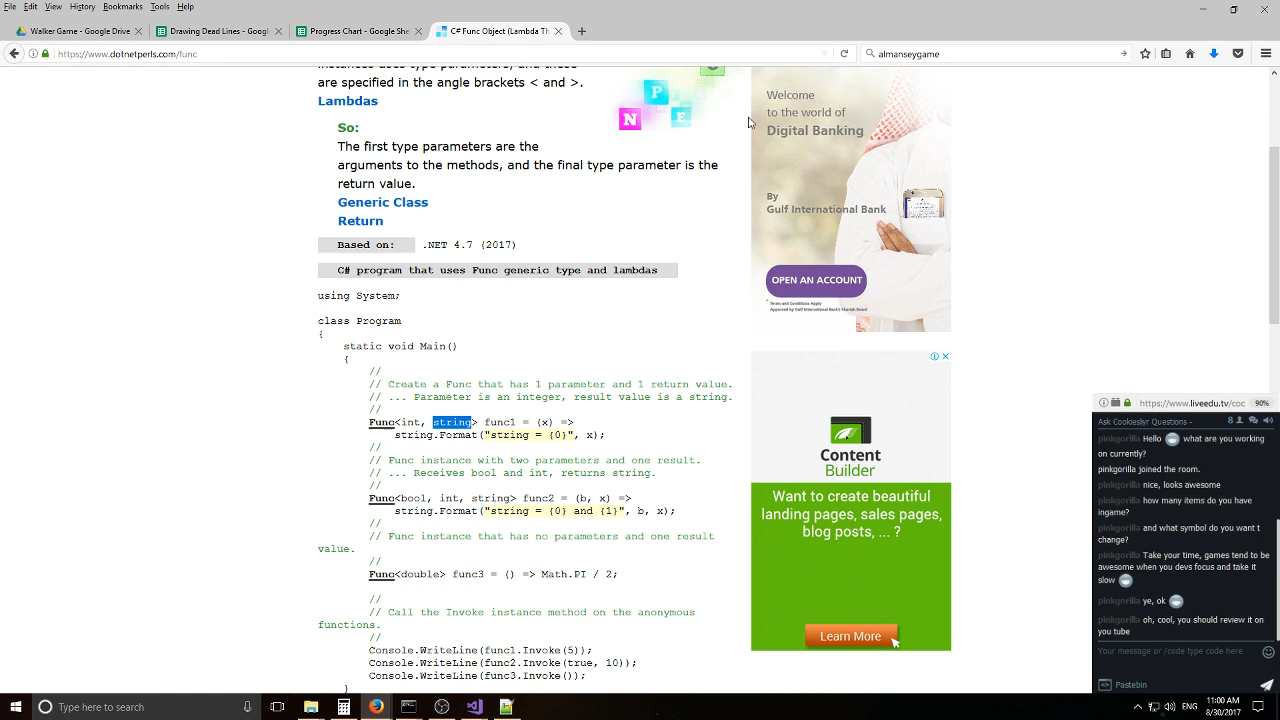 File Edit View History Bookmarks Tools Help
Walker Game - Google Drive
Drawing Dead Lines - Google
Progress Chart - Google She
C# Func Object (Lambda T
https://www.dotnetperls.com/func
almanseygame
are specified in the angle brackets < and >.
Lambdas
So:
The first type parameters are the
arguments to the methods, and the final type parameter is the
return value.
Generic Class
Return
Based on: .NET 4.7 (2017)
C# program that uses Func generic type and lambdas
using System;
class Program
{
static void Main()
{
//
// Create a Func that has 1 parameter and 1 return value.
// ... Parameter is an integer, result value is a string.
//
Func<int, string> func1 = (x) =>
string.Format("string = {0}", x);
//
// Func instance with two parameters and one result.
// ... Receives bool and int, returns string.
//
Func<bool, int, string> func2 = (b, x) =>
string.Format("string = {0} and {1}", b, x);
//
// Func instance that has no parameters and one result
value.
//
Func<double> func3 = () => Math.PI / 2;
//
// Call the Invoke instance method on the anonymous
functions.
//
Console.WriteLine(func1.Invoke(5));
Console.WriteLine(func2.Invoke(true, 10));
Console.WriteLine(func3.Invoke());
}
P
N
E
Welcome
to the world of
Digital Banking
By
Gulf International Bank
OPEN AN ACCOUNT
Terms and Conditions Apply
Approved by Gulf International Bank's Shariah Board
Content
Builder
Want to create beautiful
landing pages, sales pages,
blog posts, ... ?
Learn More
https://www.liveedu.tv/coc 90%
Ask Cookieslyr Questions - 8
pinkgorilla Hello what are you working
on currently?
pinkgorilla joined the room.
pinkgorilla nice, looks awesome
pinkgorilla how many items do you have
ingame?
pinkgorilla and what symbol do you want t
change?
pinkgorilla Take your time, games tend to be
awesome when you devs focus and take it
slow
pinkgorilla ye, ok
pinkgorilla oh, cool, you should review it on
you tube
Your message or /code type code here
Pastebin
Type here to search
ENG
11:00 AM
8/30/2017